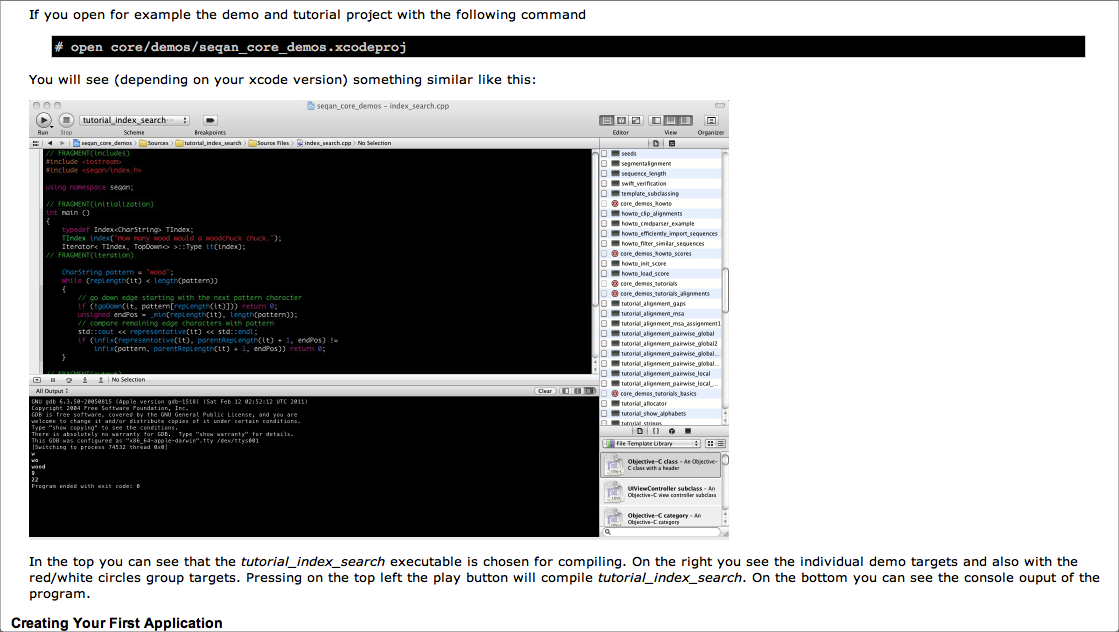 If you open for example the demo and tutorial project with the following command
# open core/demos/seqan_core_demos.xcodeproj
You will see (depending on your xcode version) something similar like this:
seqan_core_demos - index_search.cpp
tutorial_index_search...
Run Stop Scheme Breakpoints Editor View Organizer
seqan_core_demos Sources tutorial_index_search Source Files index_search.cpp No Selection
// FRAGMENT(includes)
#include <iostream>
#include <seqan/index.h>
using namespace seqan;
// FRAGMENT(initialization)
int main ()
{
typedef Index<CharString> TIndex;
TIndex index("How many wood would a woodchuck chuck.");
Iterator< TIndex, TopDown<> >::Type it(index);
// FRAGMENT(iteration)
CharString pattern = "wood";
while (repLength(it) < length(pattern))
{
// go down edge starting with the next pattern character
if (!goDown(it, pattern[repLength(it)])) return 0;
unsigned endPos = _min(repLength(it), length(pattern));
// compare remaining edge characters with pattern
std::cout << representative(it) << std::endl;
if (infix(representative(it), parentRepLength(it) + 1, endPos) !=
infix(pattern, parentRepLength(it) + 1, endPos)) return 0;
}
// FRAGMENT(output)
No Selection
All Output
Clear
GNU gdb 6.3.50-20050815 (Apple version gdb-1518) (Sat Feb 12 02:52:12 UTC 2011)
Copyright 2004 Free Software Foundation, Inc.
GDB is free software, covered by the GNU General Public License, and you are
welcome to change it and/or distribute copies of it under certain conditions.
Type "show copying" to see the conditions.
There is absolutely no warranty for GDB. Type "show warranty" for details.
This GDB was configured as "x86_64-apple-darwin".tty /dev/ttys001
[Switching to process 74532 thread 0x0]
w
wo
wood
9
22
Program ended with exit code: 0
seeds
segmentalignment
sequence_length
swift_verification
template_subclassing
core_demos_howto
howto_clip_alignments
howto_cmdparser_example
howto_efficiently_import_sequences
howto_filter_similar_sequences
core_demos_howto_scores
howto_init_score
howto_load_score
core_demos_tutorials
core_demos_tutorials_alignments
tutorial_alignment_gaps
tutorial_alignment_msa
tutorial_alignment_msa_assignment1
tutorial_alignment_pairwise_global
tutorial_alignment_pairwise_global2
tutorial_alignment_pairwise_global...
tutorial_alignment_pairwise_global...
tutorial_alignment_pairwise_local
tutorial_alignment_pairwise_local_...
core_demos_tutorials_basics
tutorial_allocator
tutorial_show_alphabets
tutorial_strings
File Template Library
Objective-C class - An Objective-
C class with a header
UIViewController subclass - An
Objective-C view controller subclass
Objective-C category - An
Objective-C category
In the top you can see that the tutorial_index_search executable is chosen for compiling. On the right you see the individual demo targets and also with the
red/white circles group targets. Pressing on the top left the play button will compile tutorial_index_search. On the bottom you can see the console ouput of the
program.
Creating Your First Application